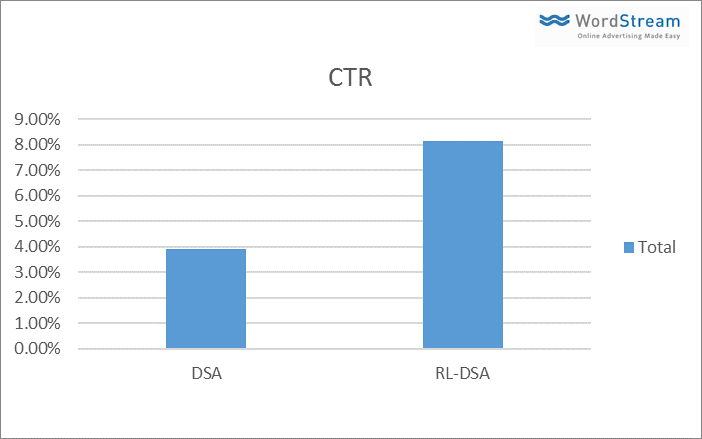 WordStream
Online Advertising Made Easy
CTR
9.00%
8.00%
7.00%
6.00%
5.00%
4.00%
3.00%
2.00%
1.00%
0.00%
DSA
RL-DSA
Total